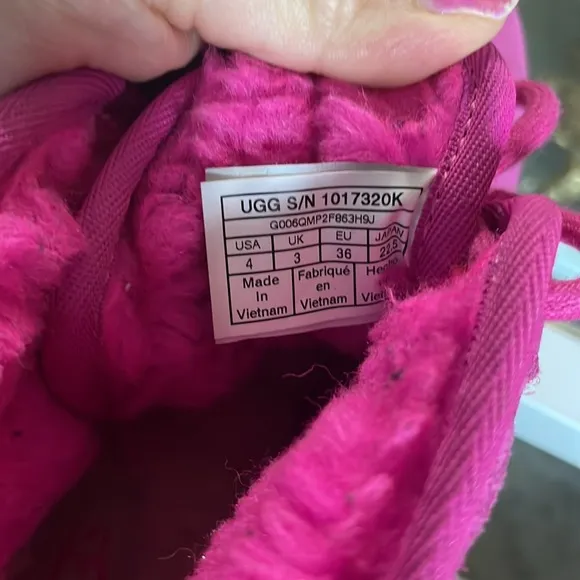 UGG S/N 1017320K
G006QMP2F863H9J
USA UK EU JAPAN
4 3 36 22.5
Made Fabriqué
In en
Vietnam Vietnam